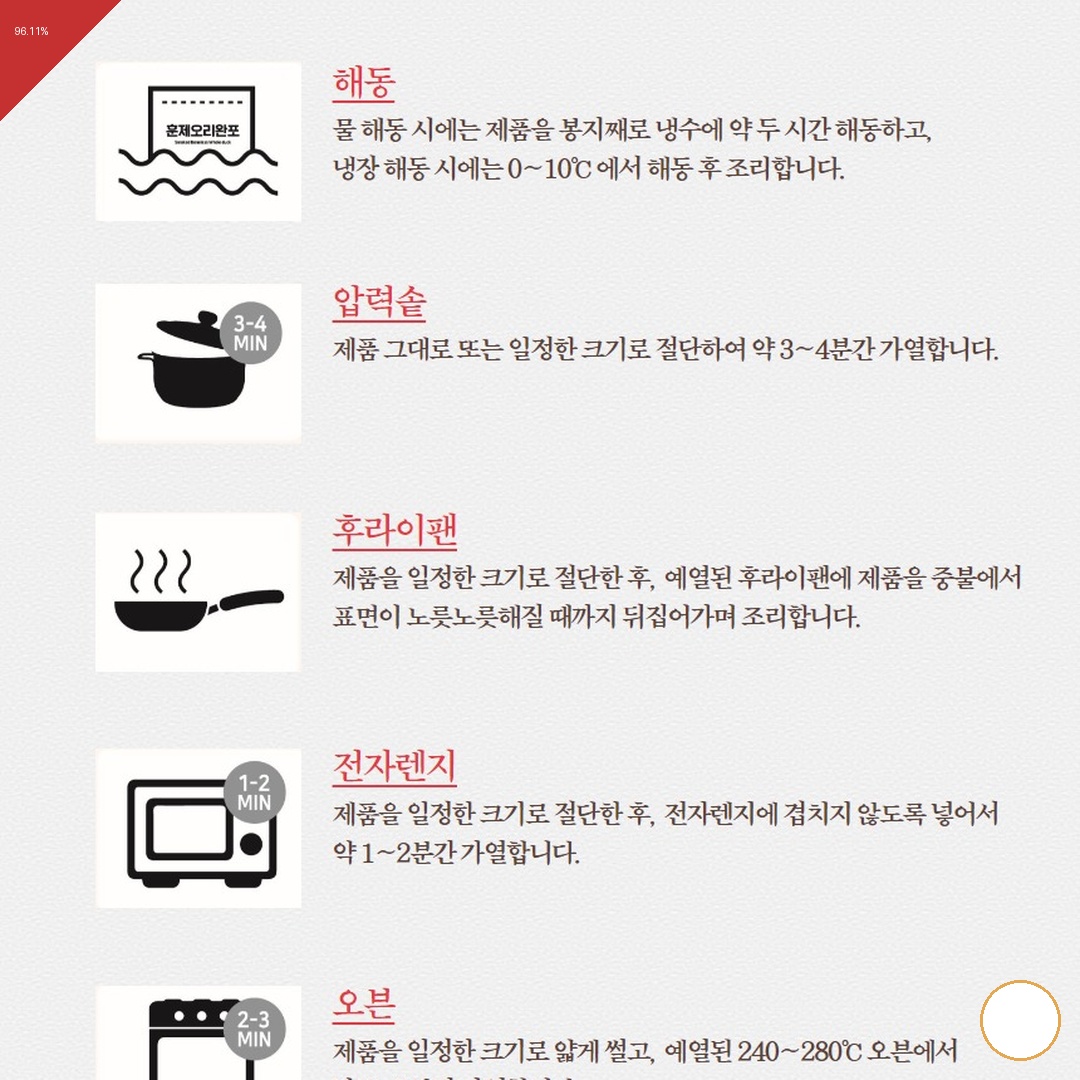 96.11%
해동
훈제오리완포
물 해동 시에는 제품을 봉지째로 냉수에 약 두 시간 해동하고,
냉장 해동 시에는 0~10℃ 에서 해동 후 조리합니다.
압력솥
3-4
MIN
제품 그대로 또는 일정한 크기로 절단하여 약 3~4분간 가열합니다.
후라이팬
제품을 일정한 크기로 절단한 후, 예열된 후라이팬에 제품을 중불에서
표면이 노릇노릇해질 때까지 뒤집어가며 조리합니다.
전자렌지
1-2
MIN
제품을 일정한 크기로 절단한 후, 전자렌지에 겹치지 않도록 넣어서
약 1~2분간 가열합니다.
오븐
2-3
MIN
제품을 일정한 크기로 얇게 썰고, 예열된 240~280℃ 오븐에서